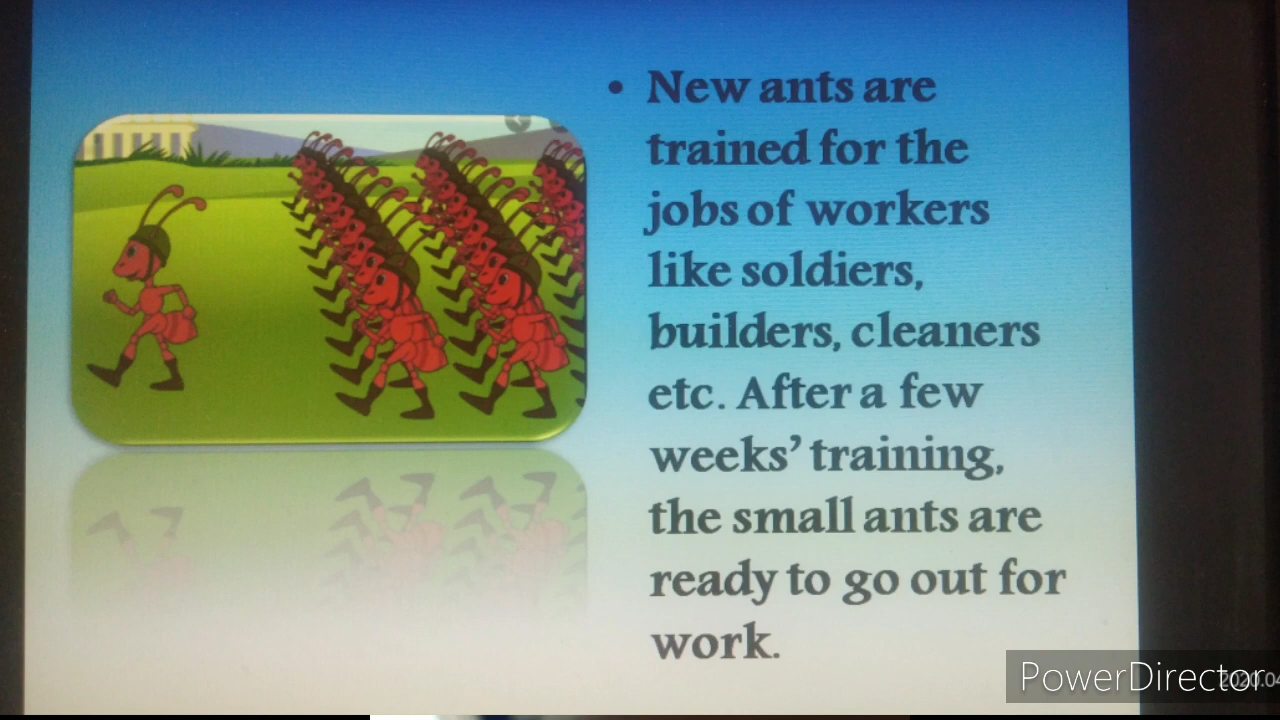 • New ants are
trained for the
jobs of workers
like soldiers,
builders, cleaners
etc. After a few
weeks’ training,
the small ants are
ready to go out for
work.
PowerDirector